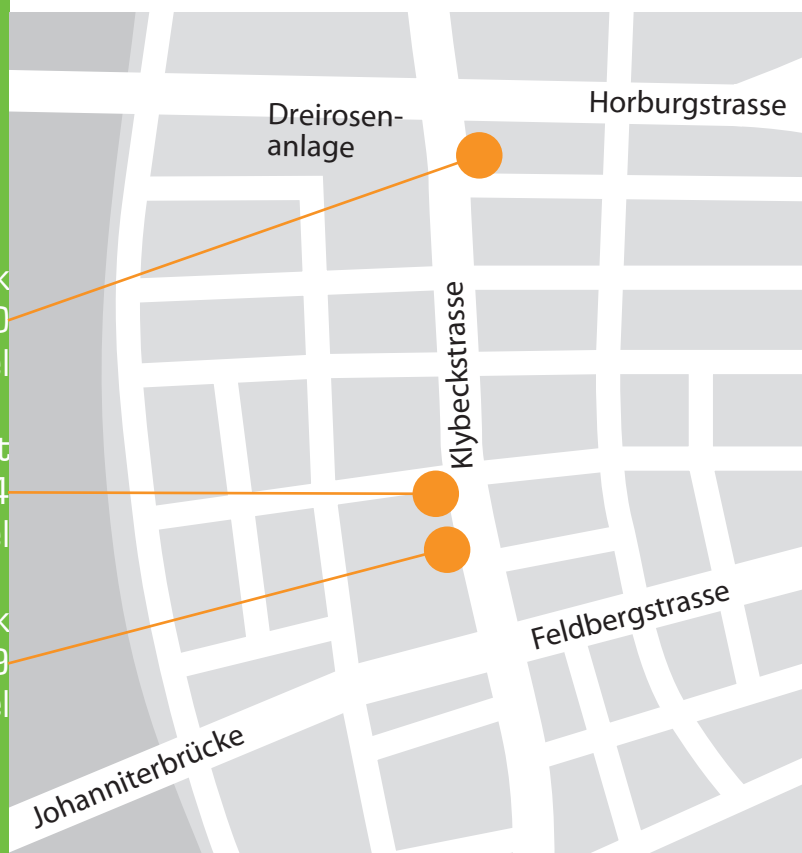 Horburgstrasse
Dreirosen-
anlage
Klybeckstrasse
Feldbergstrasse
Johanniterbrücke